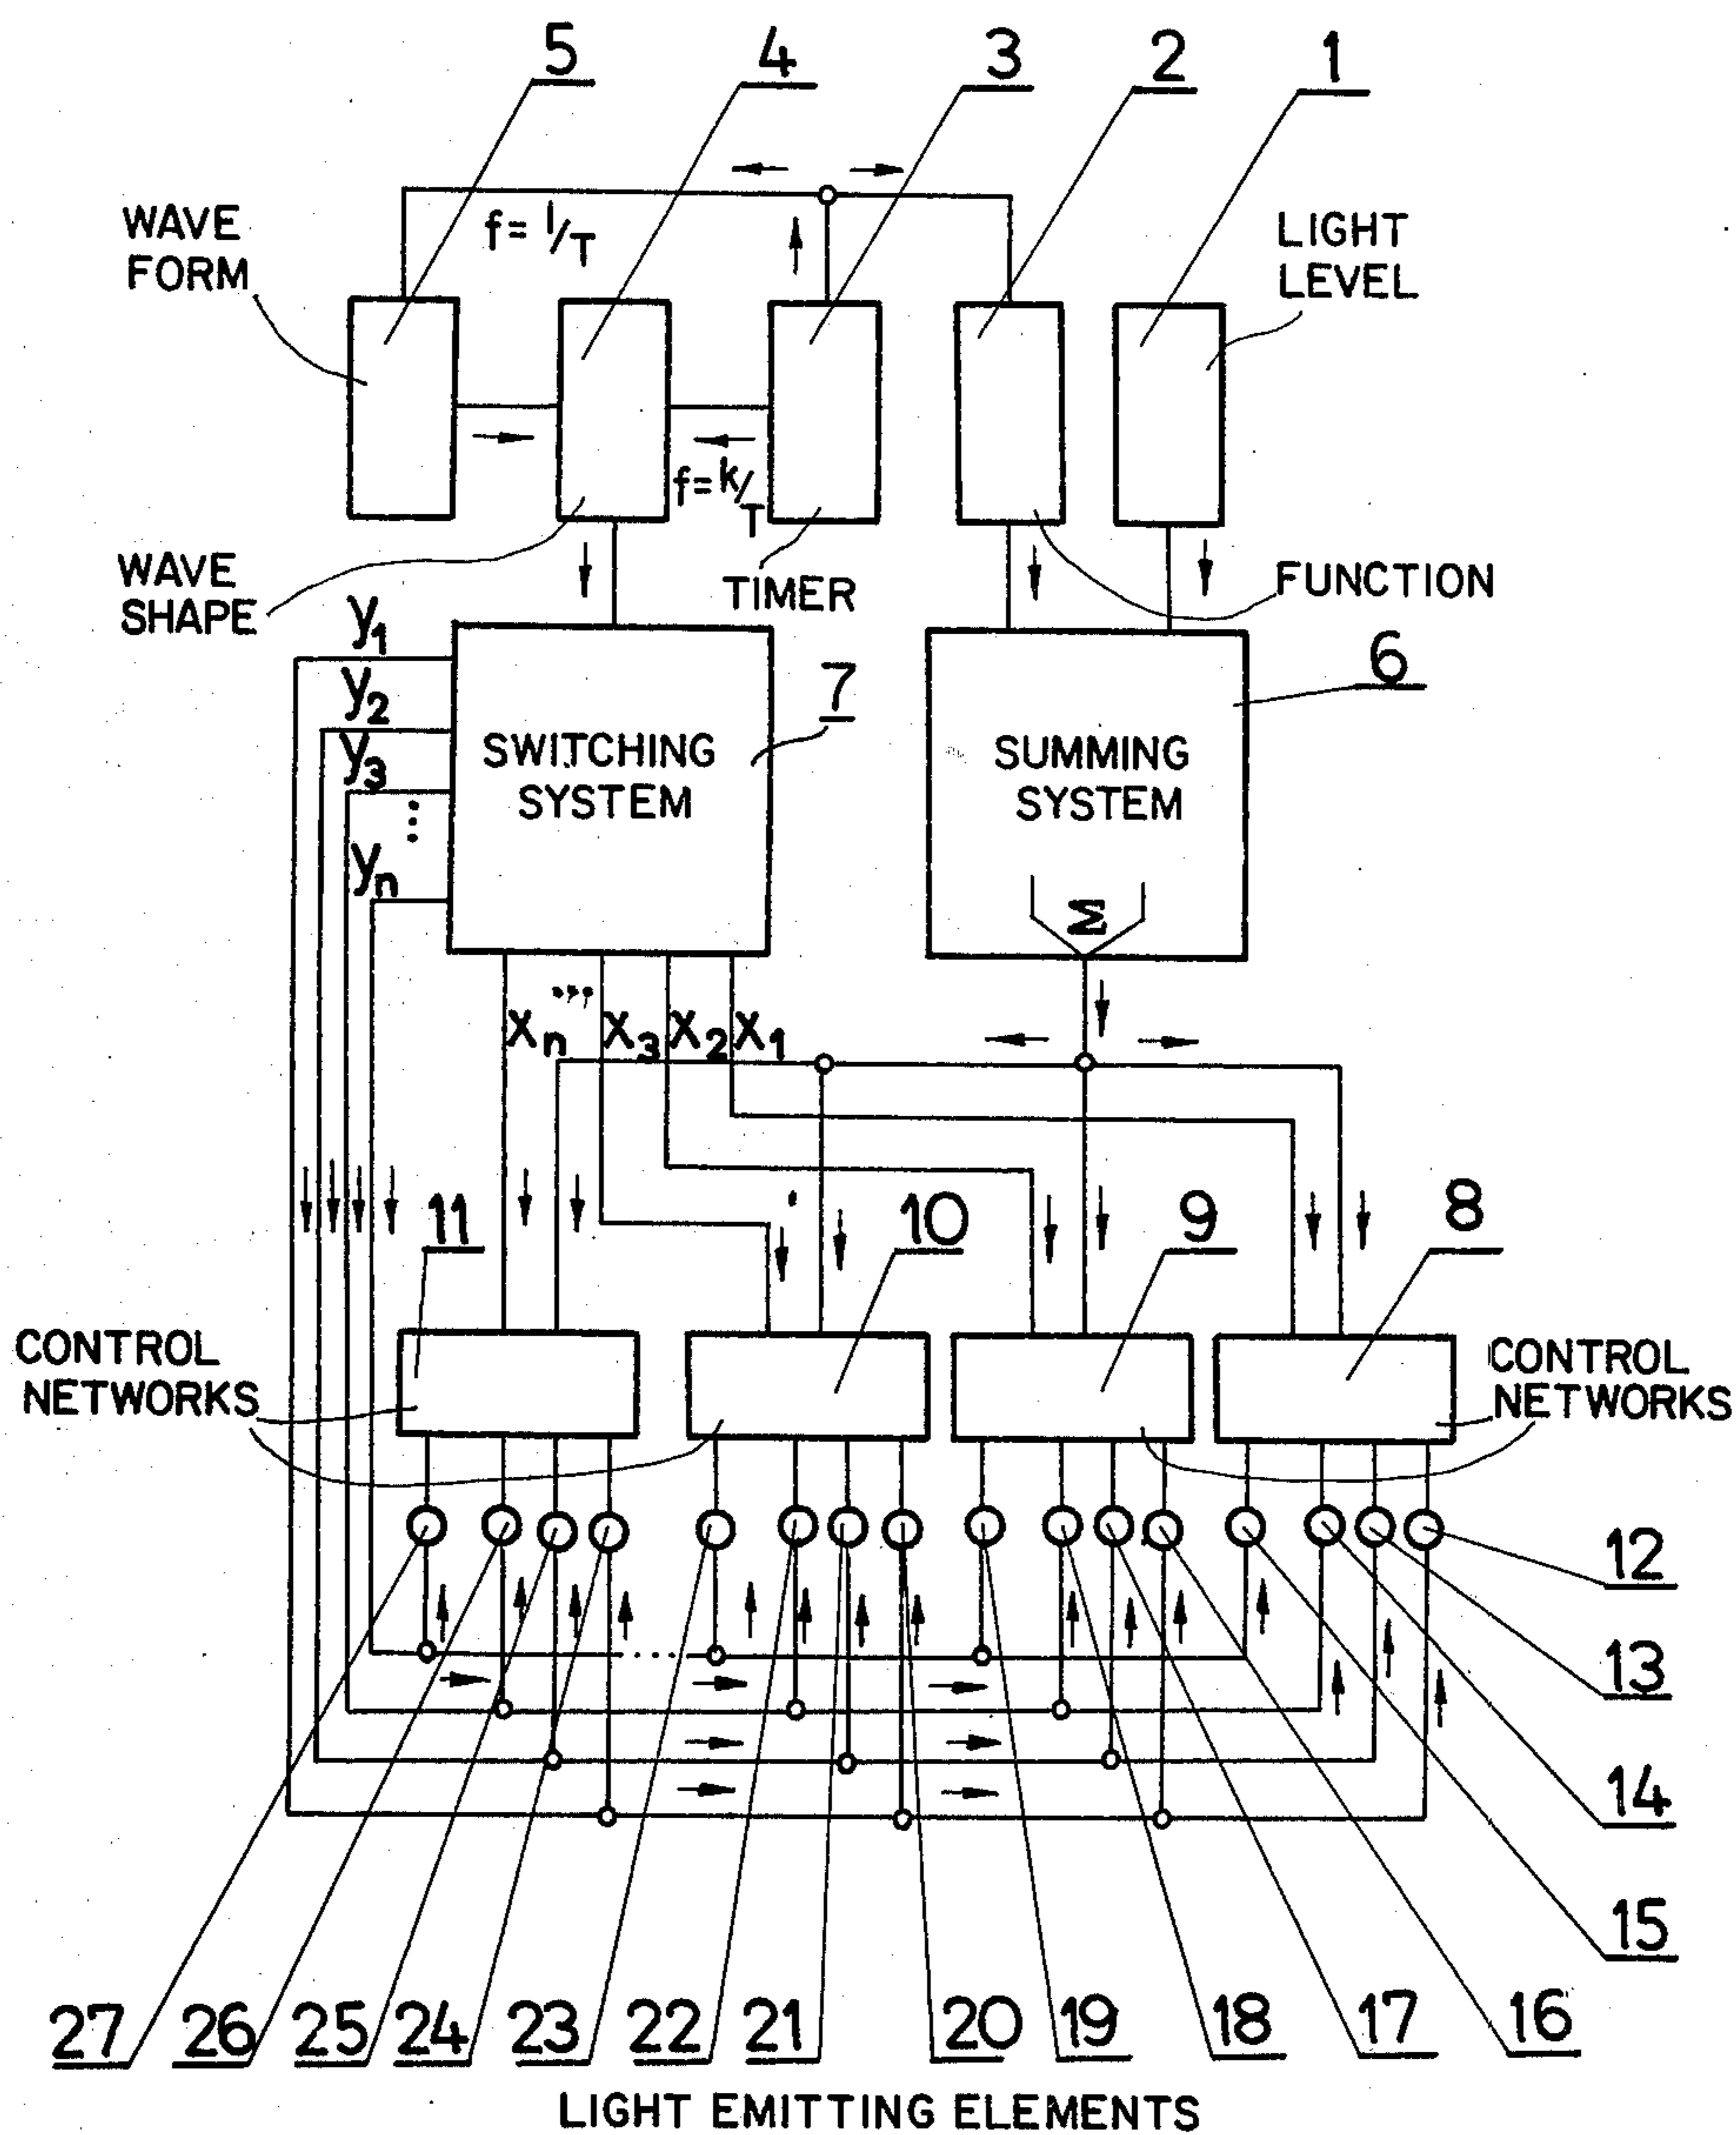 5
4
3
2
1
WAVE
FORM
f= 1/T
LIGHT
LEVEL
f= k/T
WAVE
SHAPE
TIMER
FUNCTION
y1
y2
y3
...
yn
SWITCHING
SYSTEM
7
SUMMING
SYSTEM
Σ
6
...
xn
x3
x2
x1
11
10
9
8
CONTROL
NETWORKS
CONTROL
NETWORKS
12
13
14
15
27
26
25
24
23
22
21
20
19
18
17
16
LIGHT EMITTING ELEMENTS